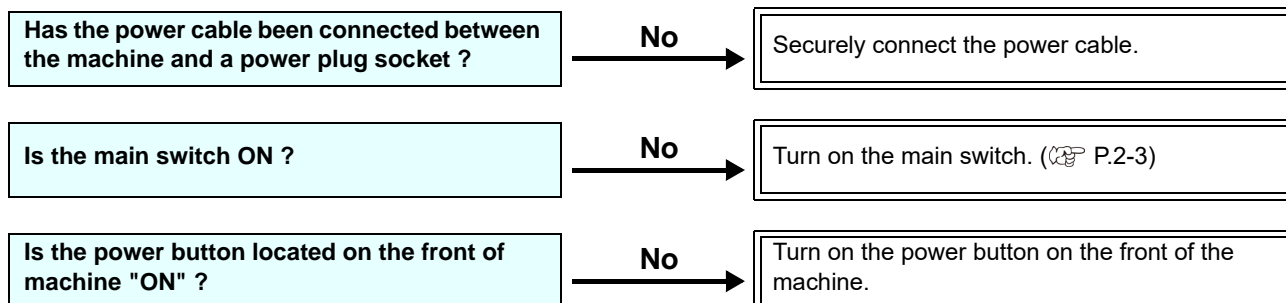 Has the power cable been connected between
the machine and a power plug socket ?
No
Securely connect the power cable.
Is the main switch ON ?
No
Turn on the main switch. (☞ P.2-3)
Is the power button located on the front of
machine "ON" ?
No
Turn on the power button on the front of the
machine.